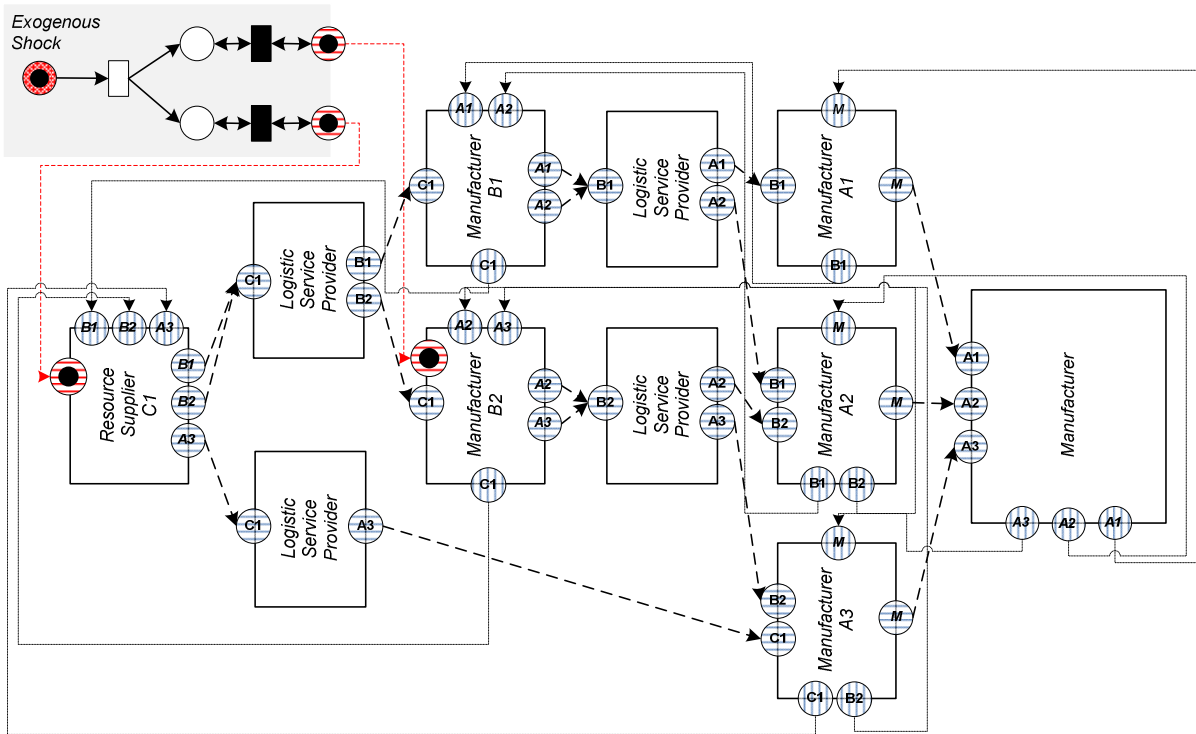 Exogenous
Shock
A1
A2
Manufacturer
B1
C1
A1
A2
C1
B1
Logistic
Service
Provider
A1
A2
M
B1
Manufacturer
A1
M
B1
C1
Logistic
Service
Provider
B1
B2
B1
B2
A3
Resource
Supplier
C1
B1
B2
A3
A2
A3
C1
Manufacturer
B2
A2
A3
C1
B2
Logistic
Service
Provider
A2
A3
M
B1
B2
Manufacturer
A2
M
B1
B2
A1
A2
A3
Manufacturer
A3
A2
A1
C1
Logistic
Service
Provider
A3
M
B2
C1
Manufacturer
A3
M
C1
B2